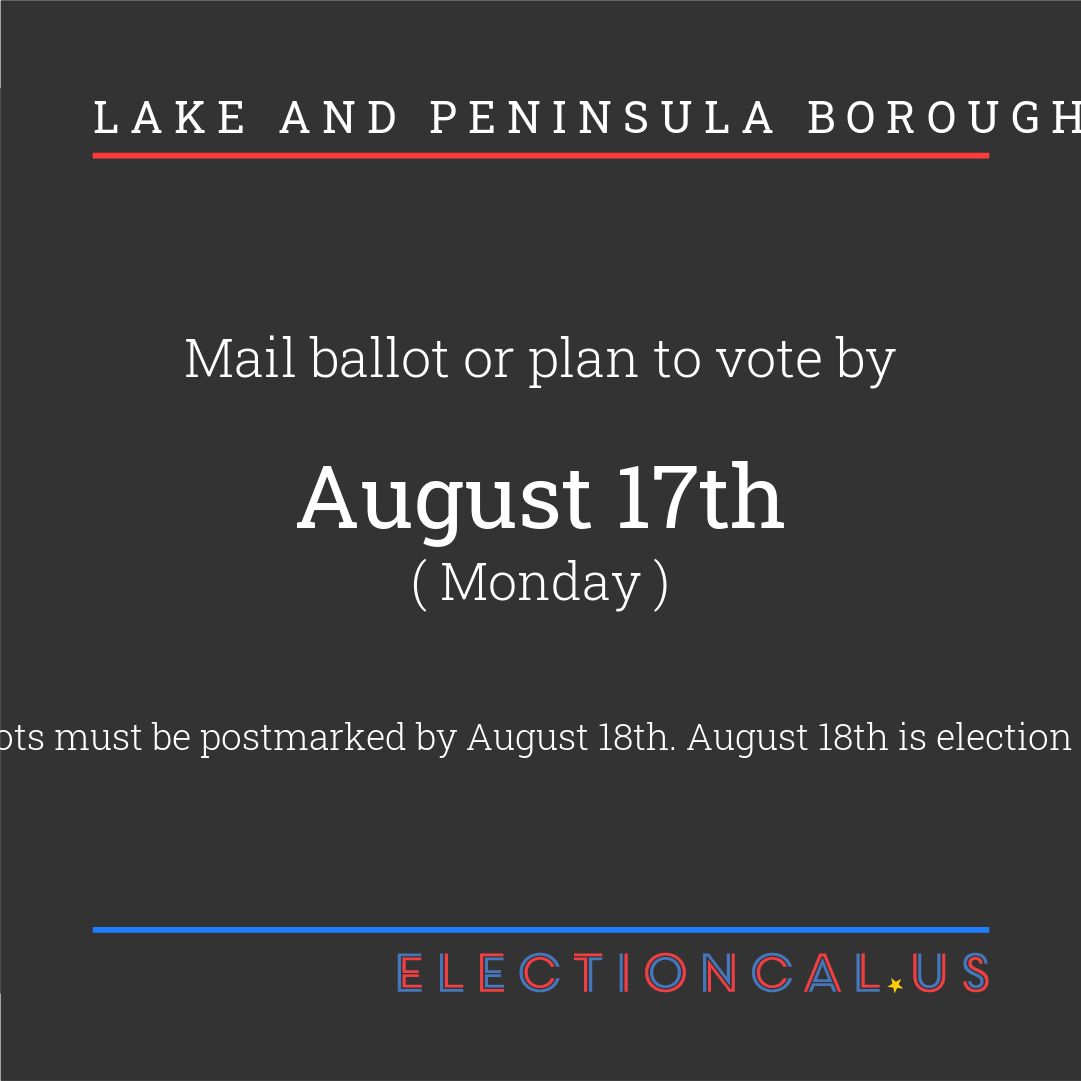 LAKE AND PENINSULA BOROUGH
Mail ballot or plan to vote by
August 17th
( Monday )
ots must be postmarked by August 18th. August 18th is election
ELECTIONCAL.US